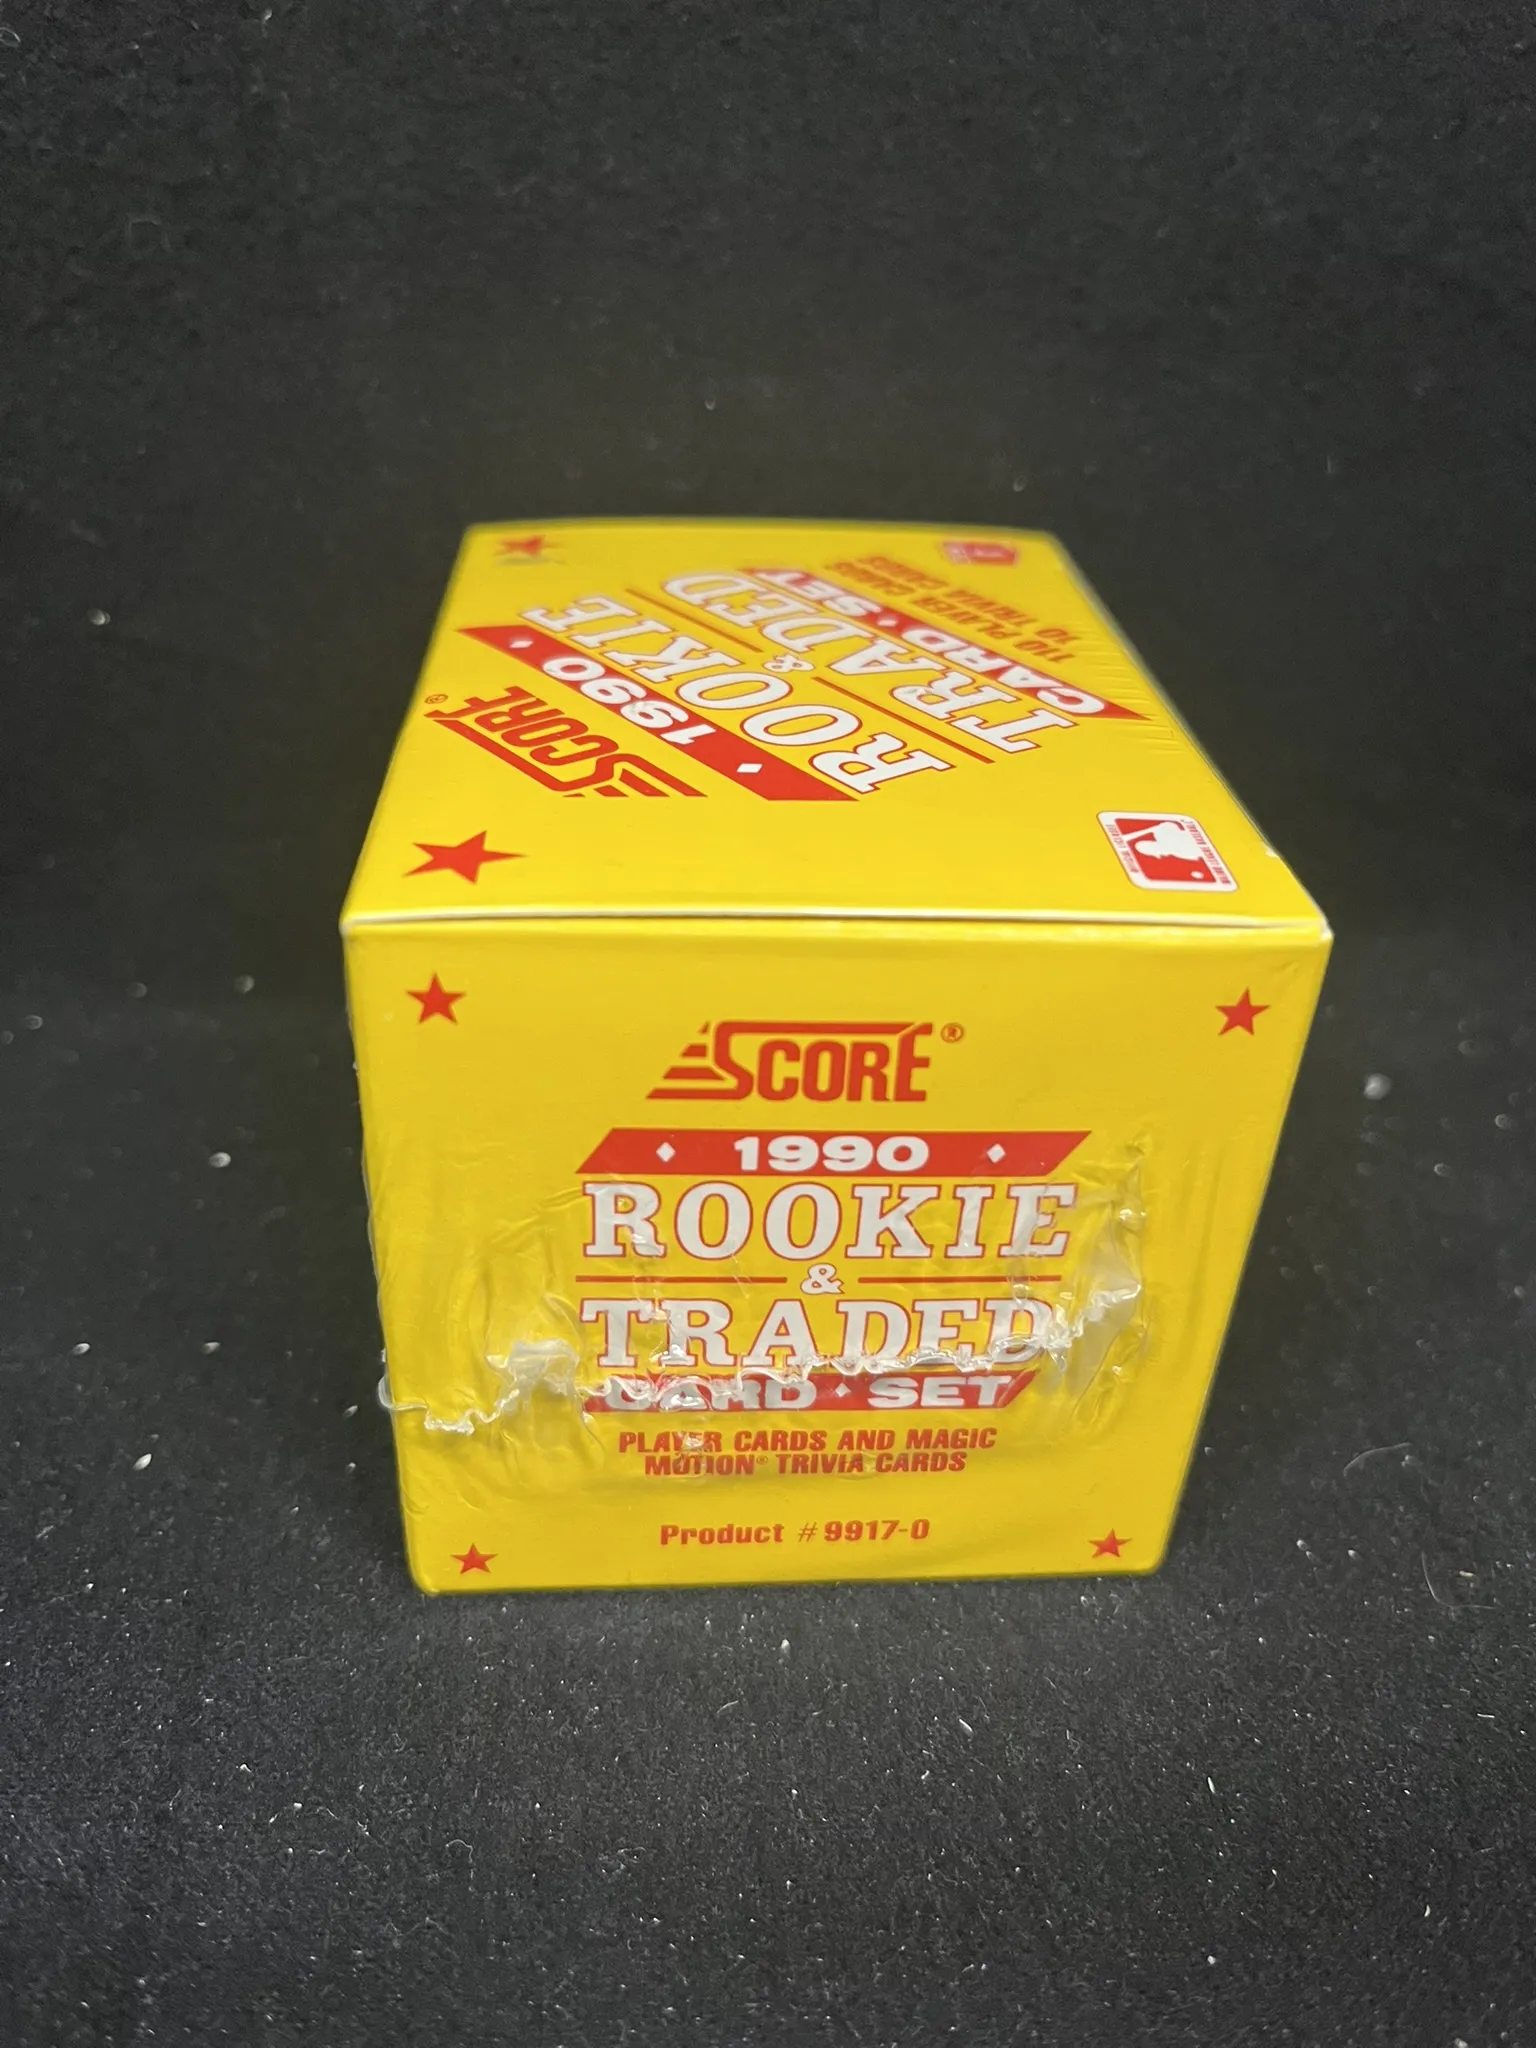 SCORE®
1990
ROOKIE
&
TRADED
CARD • SET
110 PLAYER CARDS
10 TRIVIA CARDS
SCORE®
1990
ROOKIE
&
TRADED
CARD • SET
PLAYER CARDS AND MAGIC
MOTION® TRIVIA CARDS
Product #9917-0